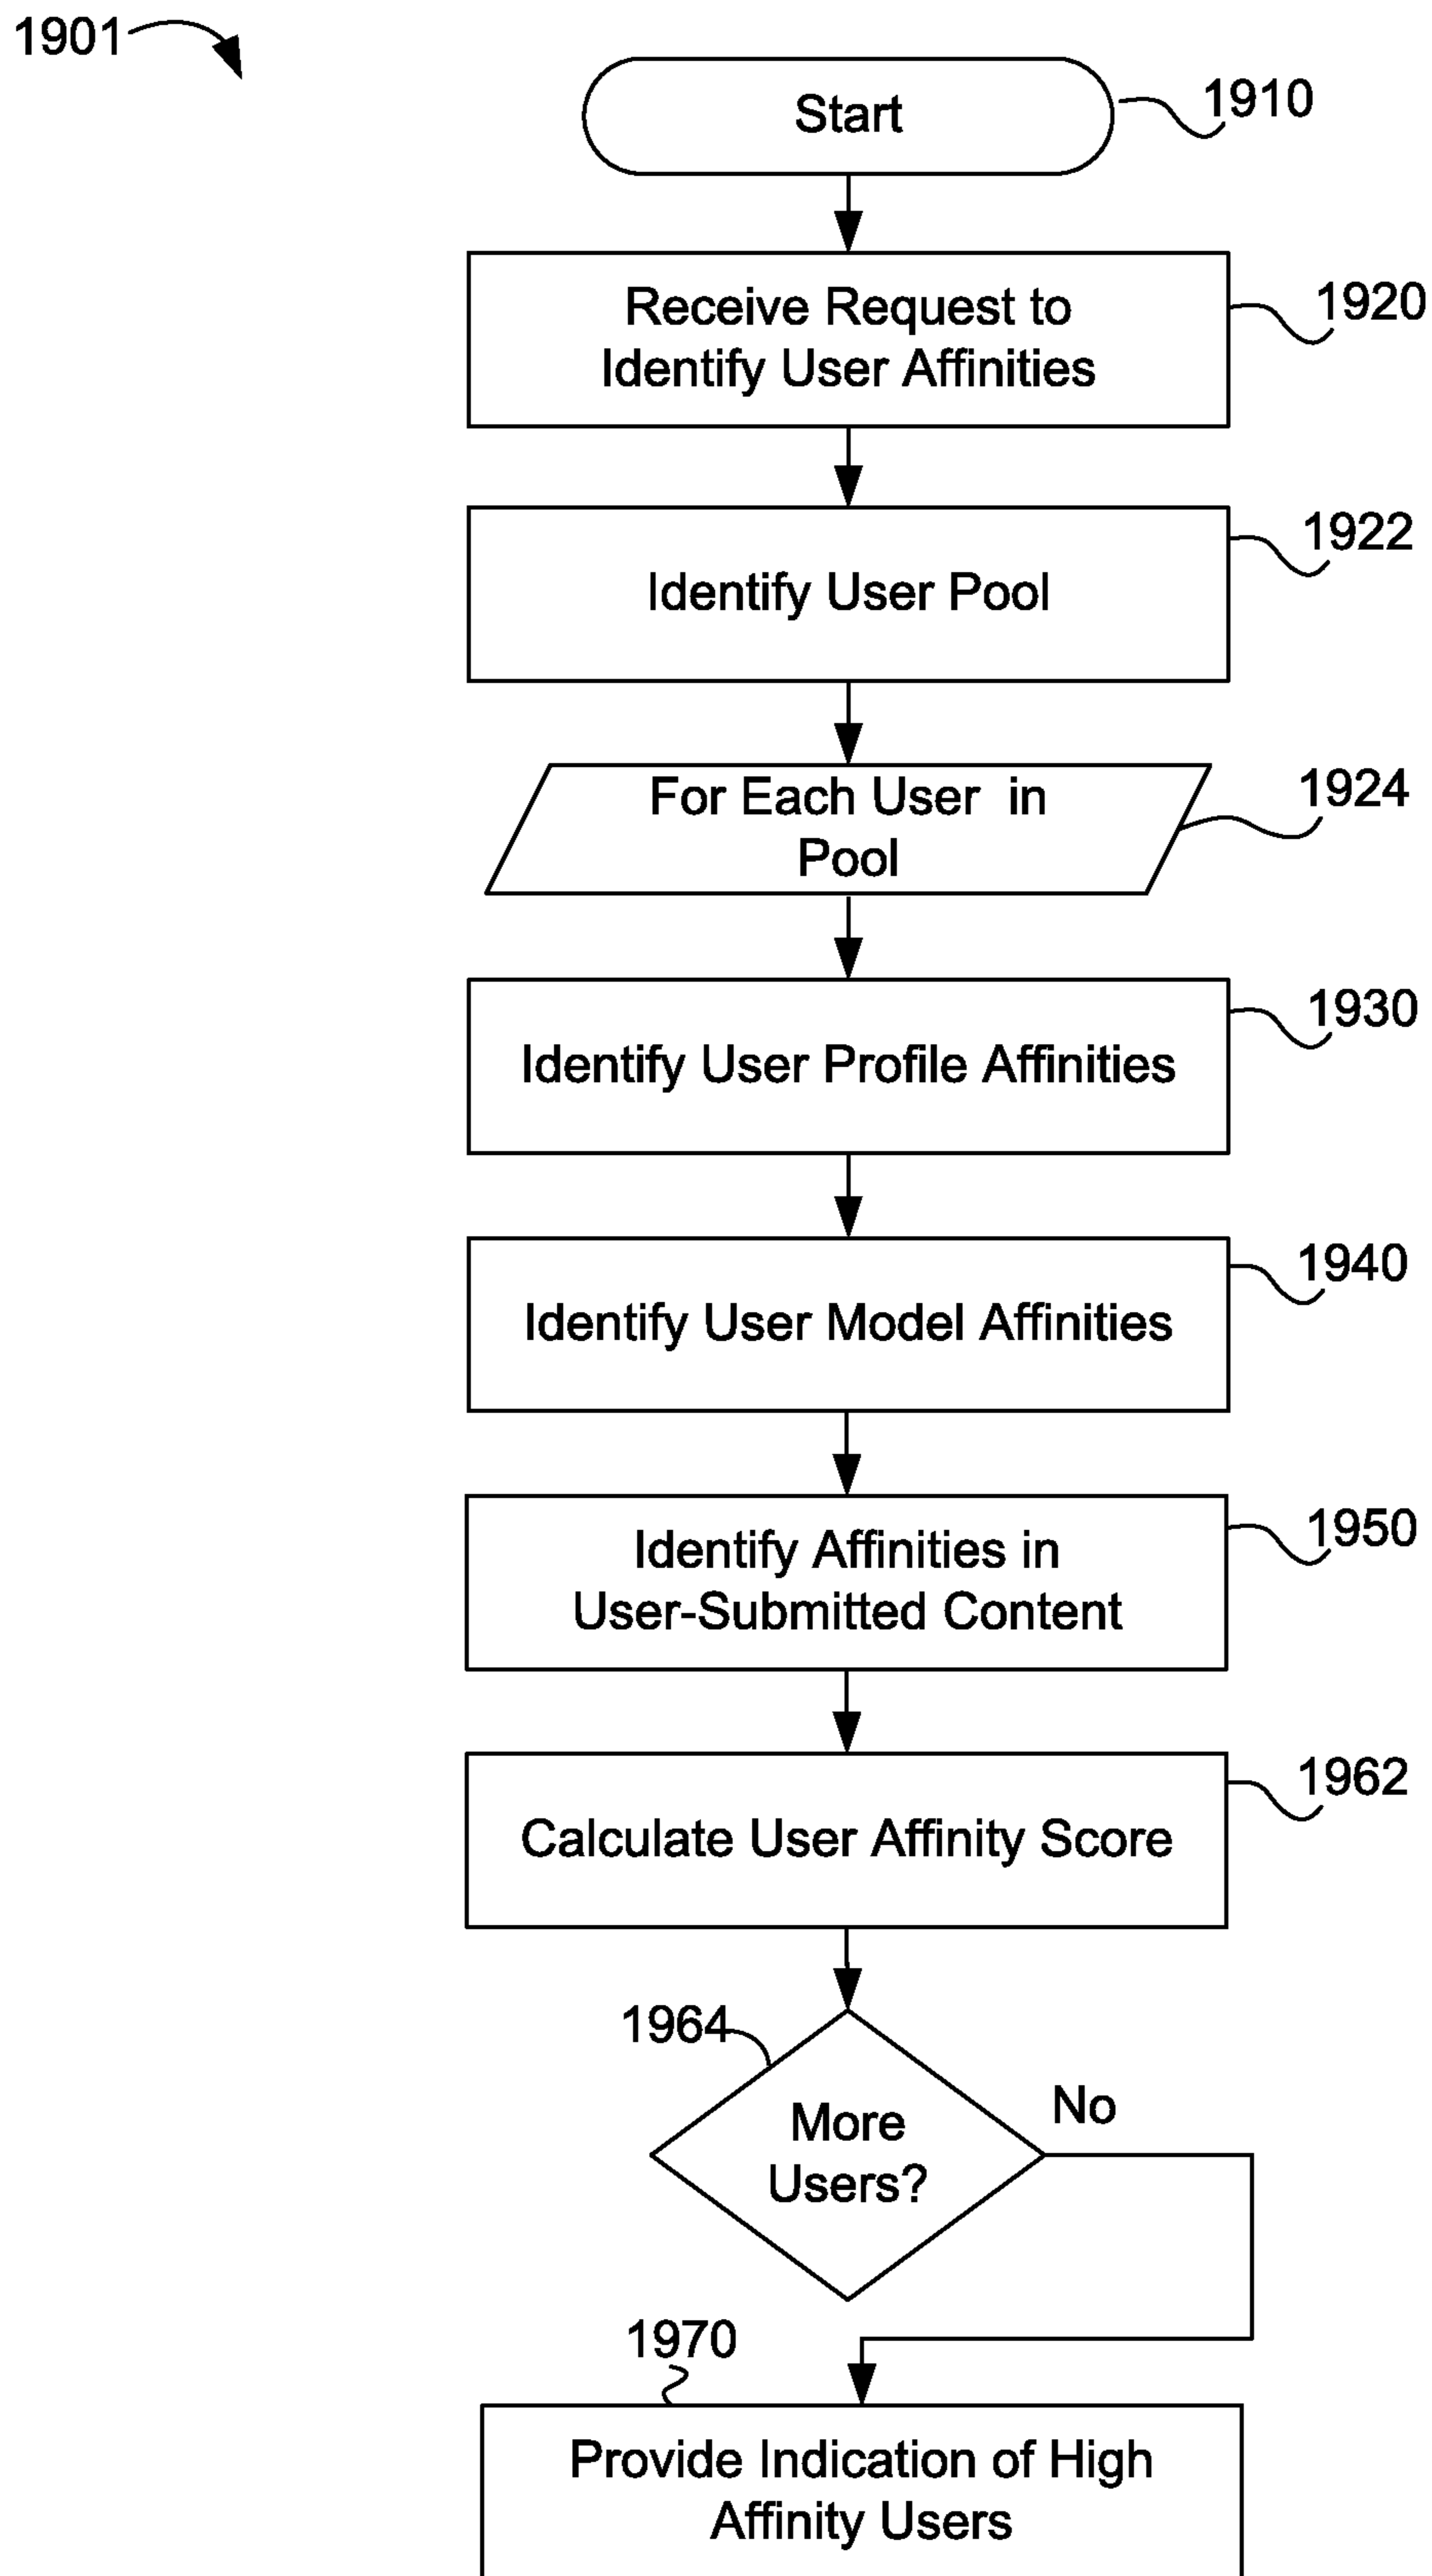 1901
Start
1910
Receive Request to
Identify User Affinities
1920
Identify User Pool
1922
For Each User in
Pool
1924
Identify User Profile Affinities
1930
Identify User Model Affinities
1940
Identify Affinities in
User-Submitted Content
1950
Calculate User Affinity Score
1962
1964
More
Users?
No
1970
Provide Indication of High
Affinity Users